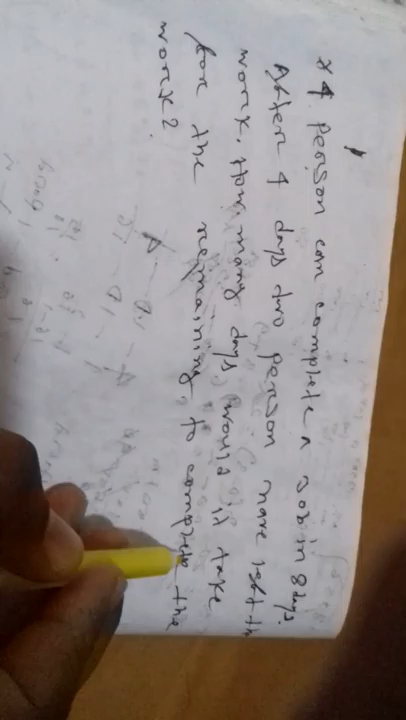 * 4 person can complete a job in 8 days.
After 4 days two person have left th
work. How many days would it take
for the remaining to complete the
work?